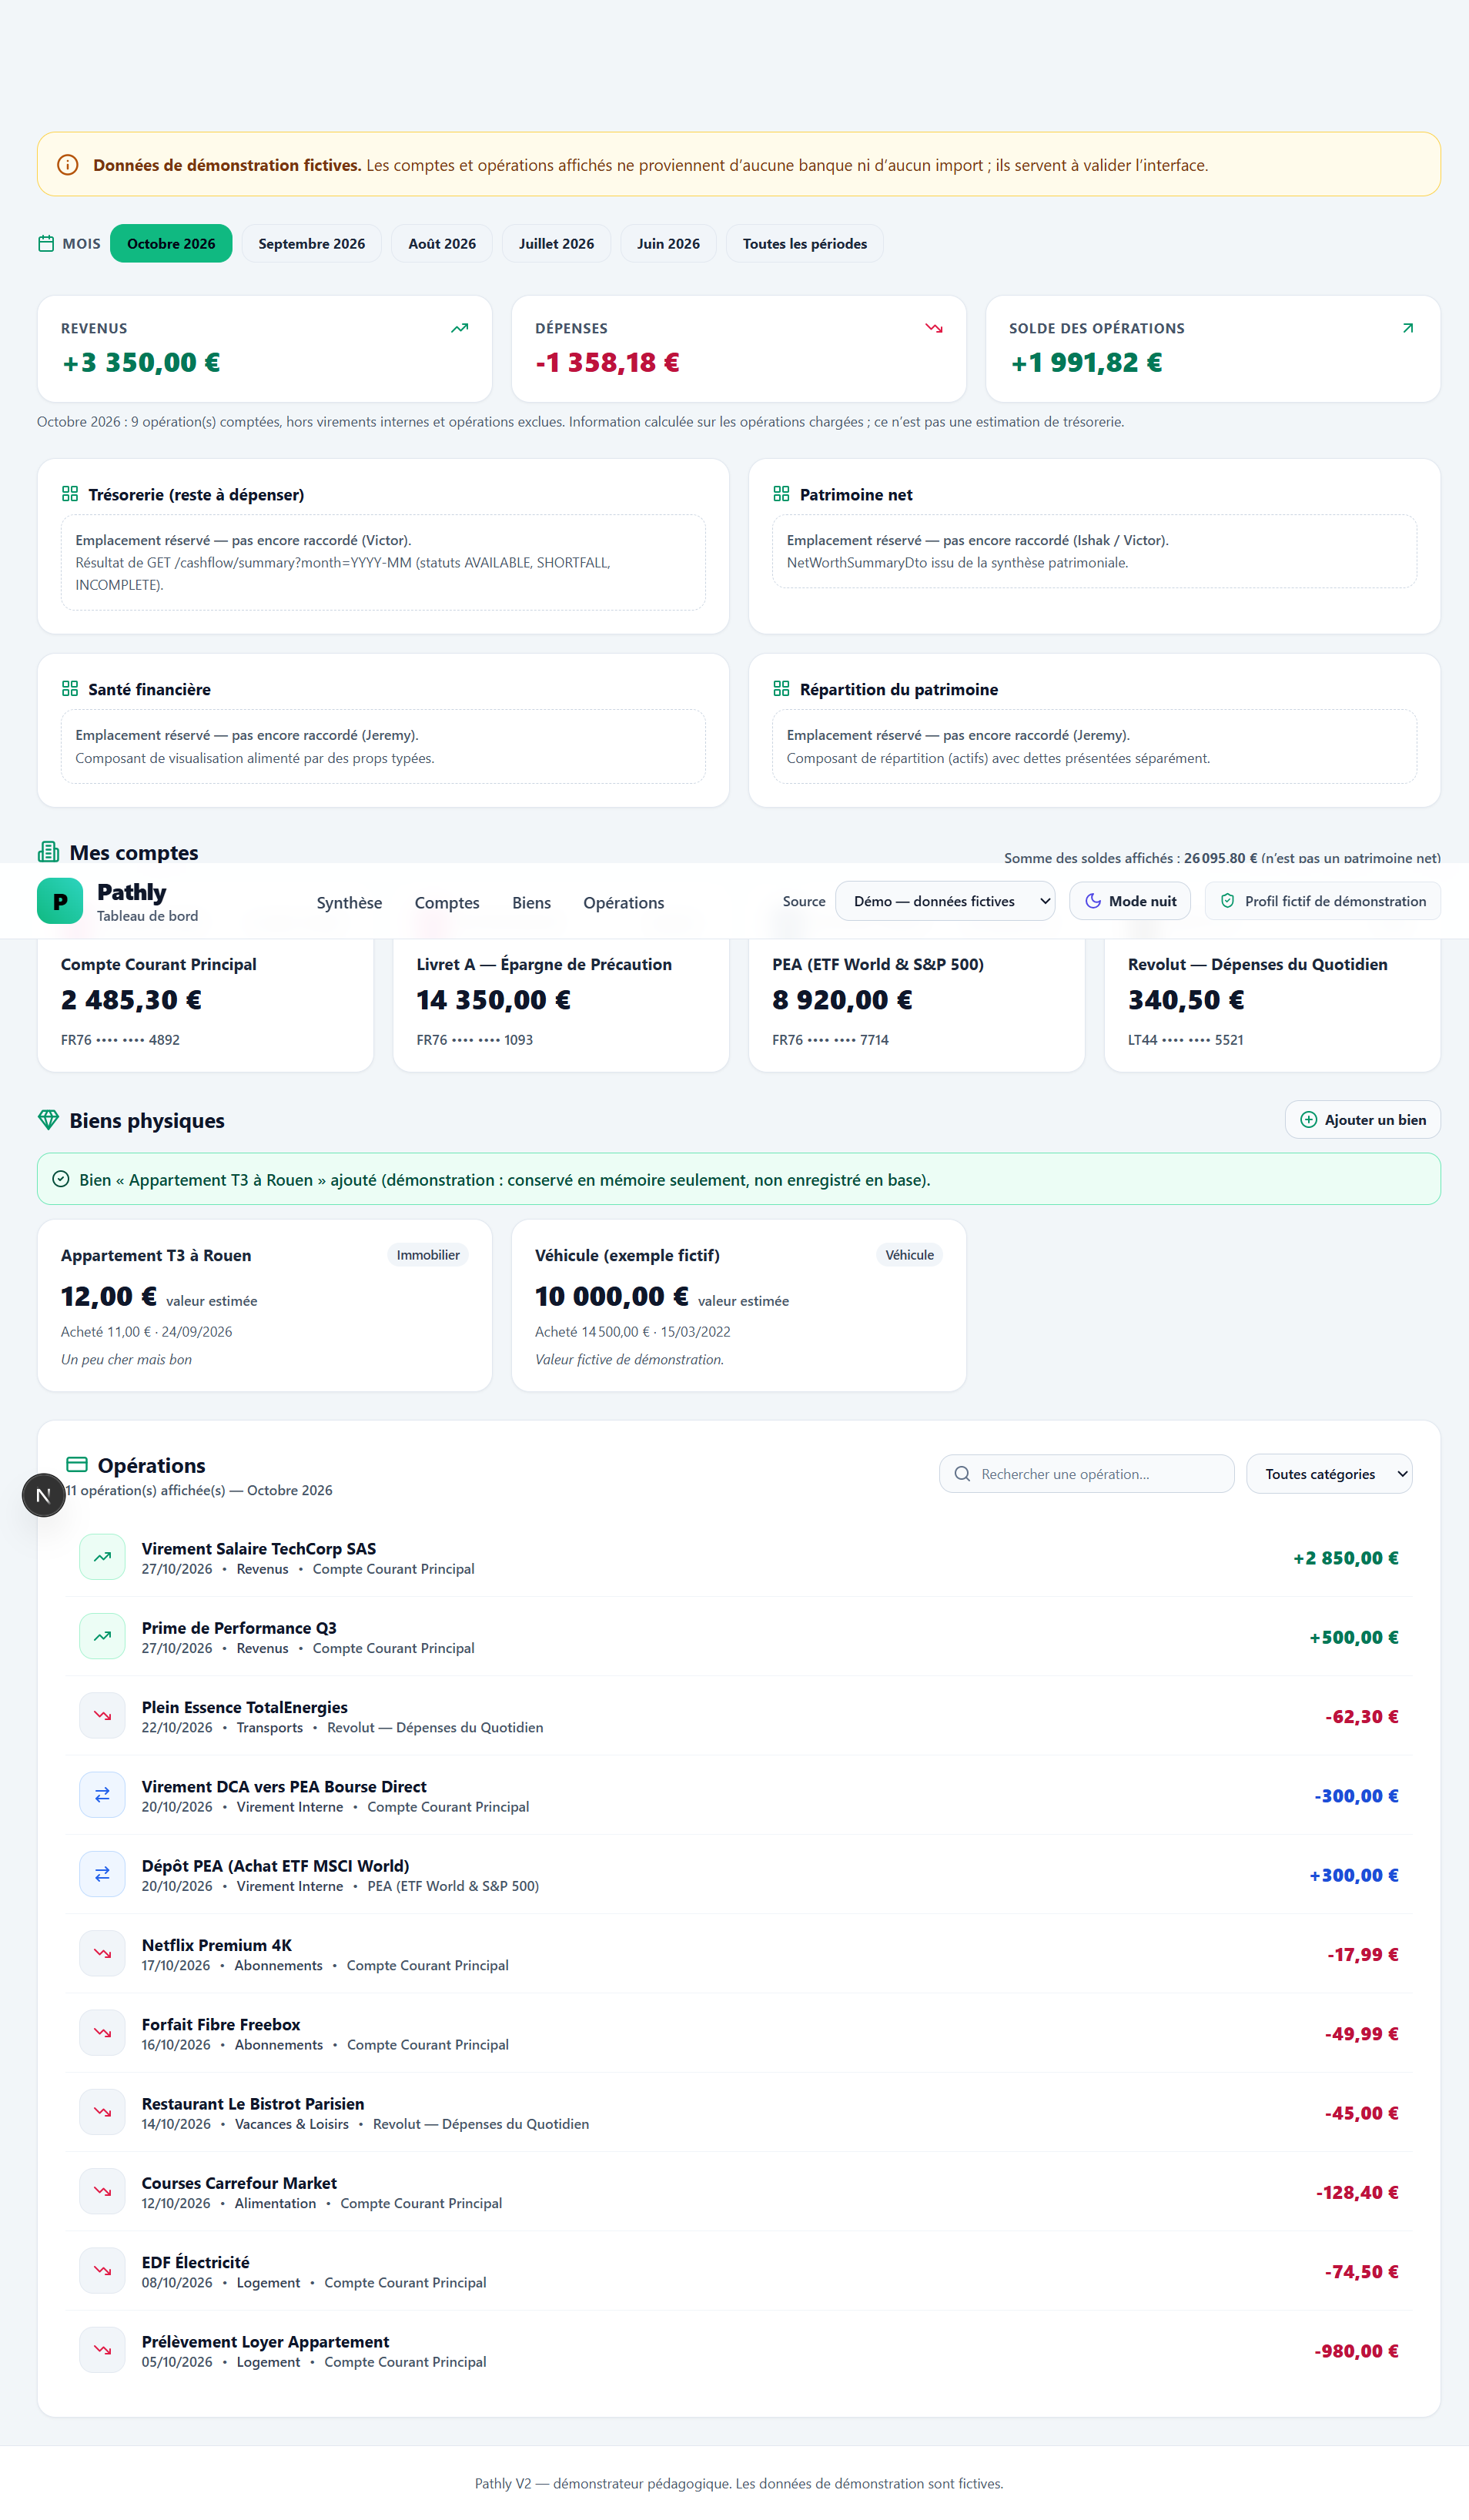 Données de démonstration fictives. Les comptes et opérations affichés ne proviennent d'aucune banque ni d'aucun import ; ils servent à valider l'interface.
MOIS
Octobre 2026
Septembre 2026
Août 2026
Juillet 2026
Juin 2026
Toutes les périodes
REVENUS
+3 350,00 €
DÉPENSES
-1 358,18 €
SOLDE DES OPÉRATIONS
+1 991,82 €
Octobre 2026 : 9 opération(s) comptées, hors virements internes et opérations exclues. Information calculée sur les opérations chargées ; ce n'est pas une estimation de trésorerie.
Trésorerie (reste à dépenser)
Emplacement réservé — pas encore raccordé (Victor).
Résultat de GET /cashflow/summary?month=YYYY-MM (statuts AVAILABLE, SHORTFALL,
INCOMPLETE).
Patrimoine net
Emplacement réservé — pas encore raccordé (Ishak / Victor).
NetWorthSummaryDto issu de la synthèse patrimoniale.
Santé financière
Emplacement réservé — pas encore raccordé (Jeremy).
Composant de visualisation alimenté par des props typées.
Répartition du patrimoine
Emplacement réservé — pas encore raccordé (Jeremy).
Composant de répartition (actifs) avec dettes présentées séparément.
Mes comptes
Somme des soldes affichés : 26 095,80 € (n'est pas un patrimoine net)
P
Pathly
Tableau de bord
Synthèse
Comptes
Biens
Opérations
Source
Démo — données fictives
Mode nuit
Profil fictif de démonstration
Compte Courant Principal
2 485,30 €
FR76 •••• •••• 4892
Livret A — Épargne de Précaution
14 350,00 €
FR76 •••• •••• 1093
PEA (ETF World & S&P 500)
8 920,00 €
FR76 •••• •••• 7714
Revolut — Dépenses du Quotidien
340,50 €
LT44 •••• •••• 5521
Biens physiques
Ajouter un bien
Bien « Appartement T3 à Rouen » ajouté (démonstration : conservé en mémoire seulement, non enregistré en base).
Appartement T3 à Rouen
Immobilier
12,00 € valeur estimée
Acheté 11,00 € · 24/09/2026
Un peu cher mais bon
Véhicule (exemple fictif)
Véhicule
10 000,00 € valeur estimée
Acheté 14 500,00 € · 15/03/2022
Valeur fictive de démonstration.
Opérations
11 opération(s) affichée(s) — Octobre 2026
Rechercher une opération...
Toutes catégories
N
Virement Salaire TechCorp SAS
27/10/2026 • Revenus • Compte Courant Principal
+2 850,00 €
Prime de Performance Q3
27/10/2026 • Revenus • Compte Courant Principal
+500,00 €
Plein Essence TotalEnergies
22/10/2026 • Transports • Revolut — Dépenses du Quotidien
-62,30 €
Virement DCA vers PEA Bourse Direct
20/10/2026 • Virement Interne • Compte Courant Principal
-300,00 €
Dépôt PEA (Achat ETF MSCI World)
20/10/2026 • Virement Interne • PEA (ETF World & S&P 500)
+300,00 €
Netflix Premium 4K
17/10/2026 • Abonnements • Compte Courant Principal
-17,99 €
Forfait Fibre Freebox
16/10/2026 • Abonnements • Compte Courant Principal
-49,99 €
Restaurant Le Bistrot Parisien
14/10/2026 • Vacances & Loisirs • Revolut — Dépenses du Quotidien
-45,00 €
Courses Carrefour Market
12/10/2026 • Alimentation • Compte Courant Principal
-128,40 €
EDF Électricité
08/10/2026 • Logement • Compte Courant Principal
-74,50 €
Prélèvement Loyer Appartement
05/10/2026 • Logement • Compte Courant Principal
-980,00 €
Pathly V2 — démonstrateur pédagogique. Les données de démonstration sont fictives.